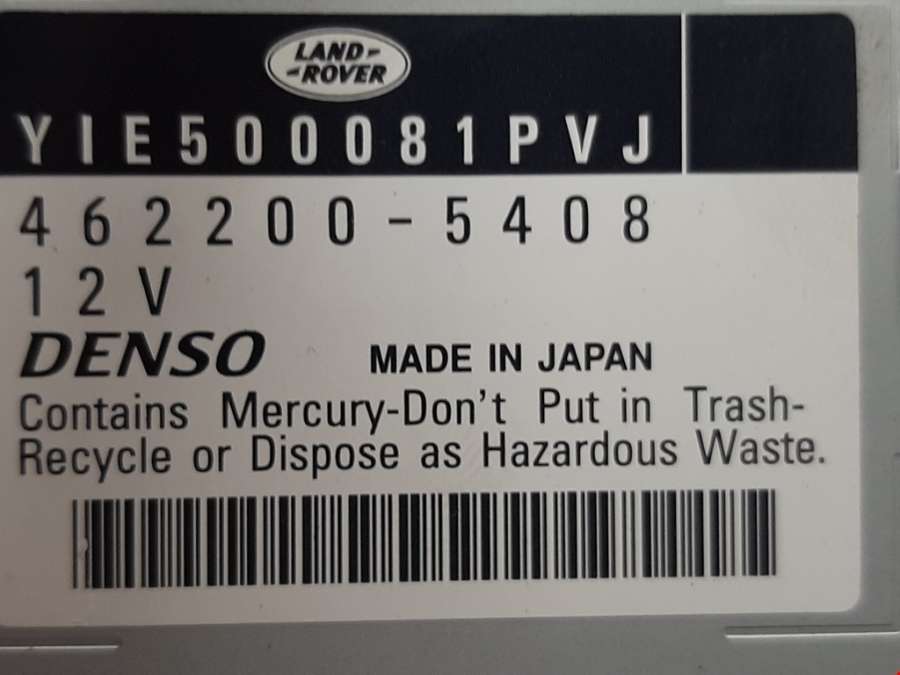 LAND-
-ROVER
YIE500081PVJ
462200-5408
12V
DENSO MADE IN JAPAN
Contains Mercury-Don't Put in Trash-
Recycle or Dispose as Hazardous Waste.